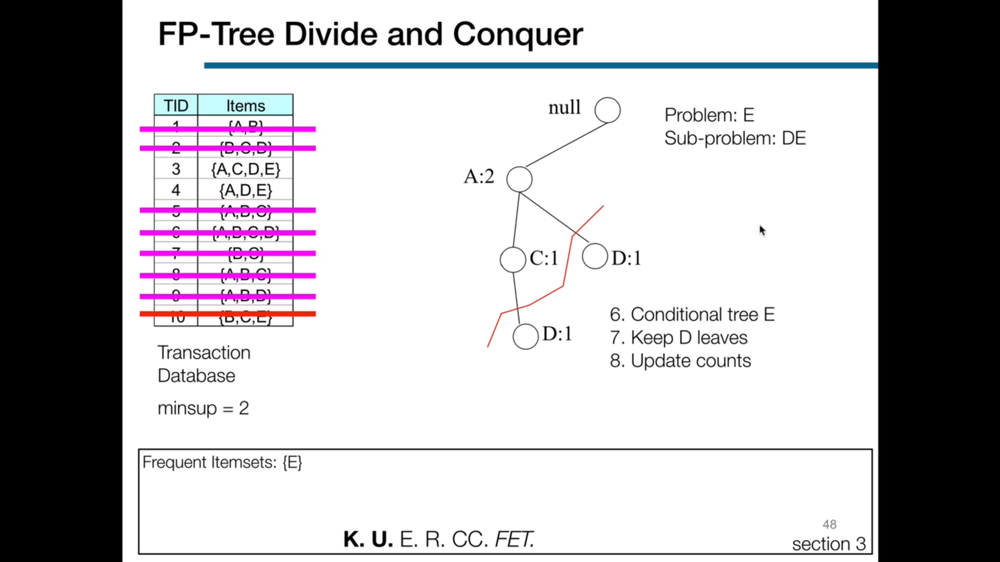 FP-Tree Divide and Conquer
TID Items
1 {A,B}
2 {B,C,D}
3 {A,C,D,E}
4 {A,D,E}
5 {A,B,C}
6 {A,B,C,D}
7 {B,C}
8 {A,B,C}
9 {A,B,D}
10 {B,C,E}
Transaction
Database
minsup = 2
null
A:2
C:1
D:1
D:1
Problem: E
Sub-problem: DE
6. Conditional tree E
7. Keep D leaves
8. Update counts
Frequent Itemsets: {E}
K. U. E. R. CC. FET.
48
section 3